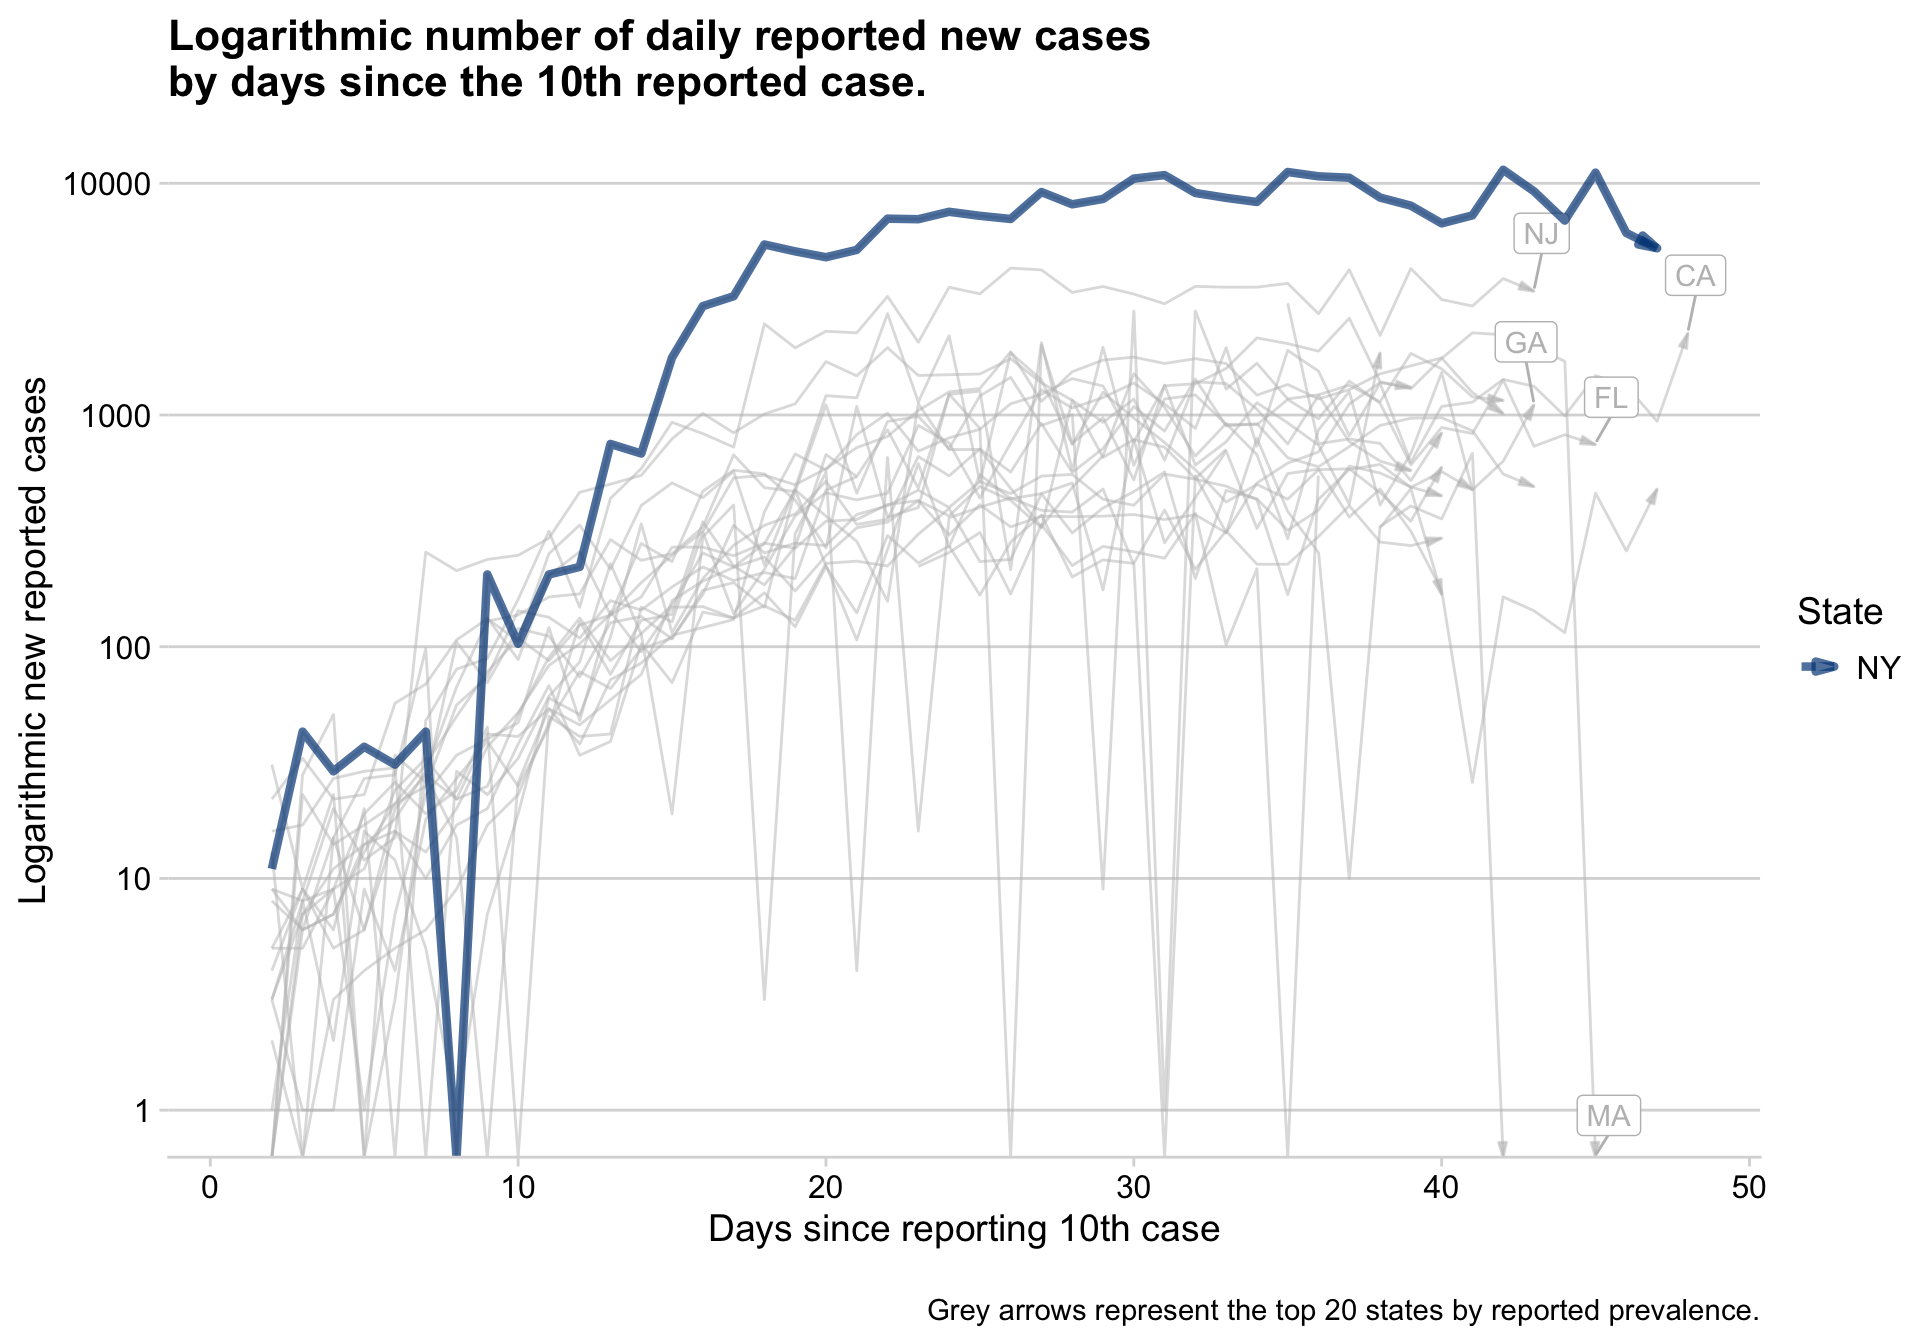 Logarithmic number of daily reported new cases
by days since the 10th reported case.
Logarithmic new reported cases
10000
1000
100
10
1
NJ
CA
GA
FL
MA
State
NY
0
10
20
30
40
50
Days since reporting 10th case
Grey arrows represent the top 20 states by reported prevalence.